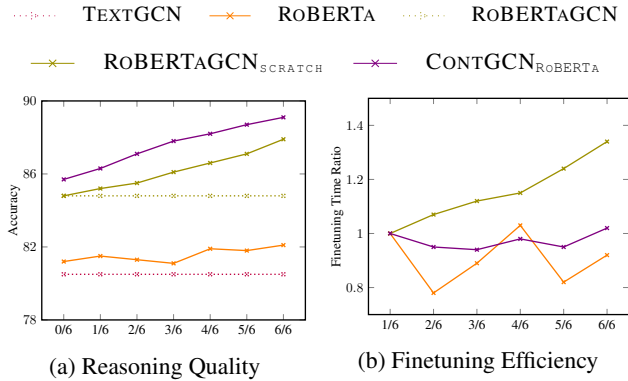 TEXTGCN ROBERTA ROBERTAGCN
ROBERTAGCN_SCRATCH CONTGCN_ROBERTA
90
86
82
78
Accuracy
0/6 1/6 2/6 3/6 4/6 5/6 6/6
(a) Reasoning Quality
1.4
1.2
1
0.8
Finetuning Time Ratio
1/6 2/6 3/6 4/6 5/6 6/6
(b) Finetuning Efficiency